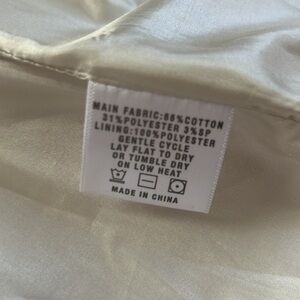 MAIN FABRIC:66%COTTON
31%POLYESTER 3%SP
LINING:100%POLYESTER
GENTLE CYCLE
LAY FLAT TO DRY
OR TUMBLE DRY
ON LOW HEAT
MADE IN CHINA